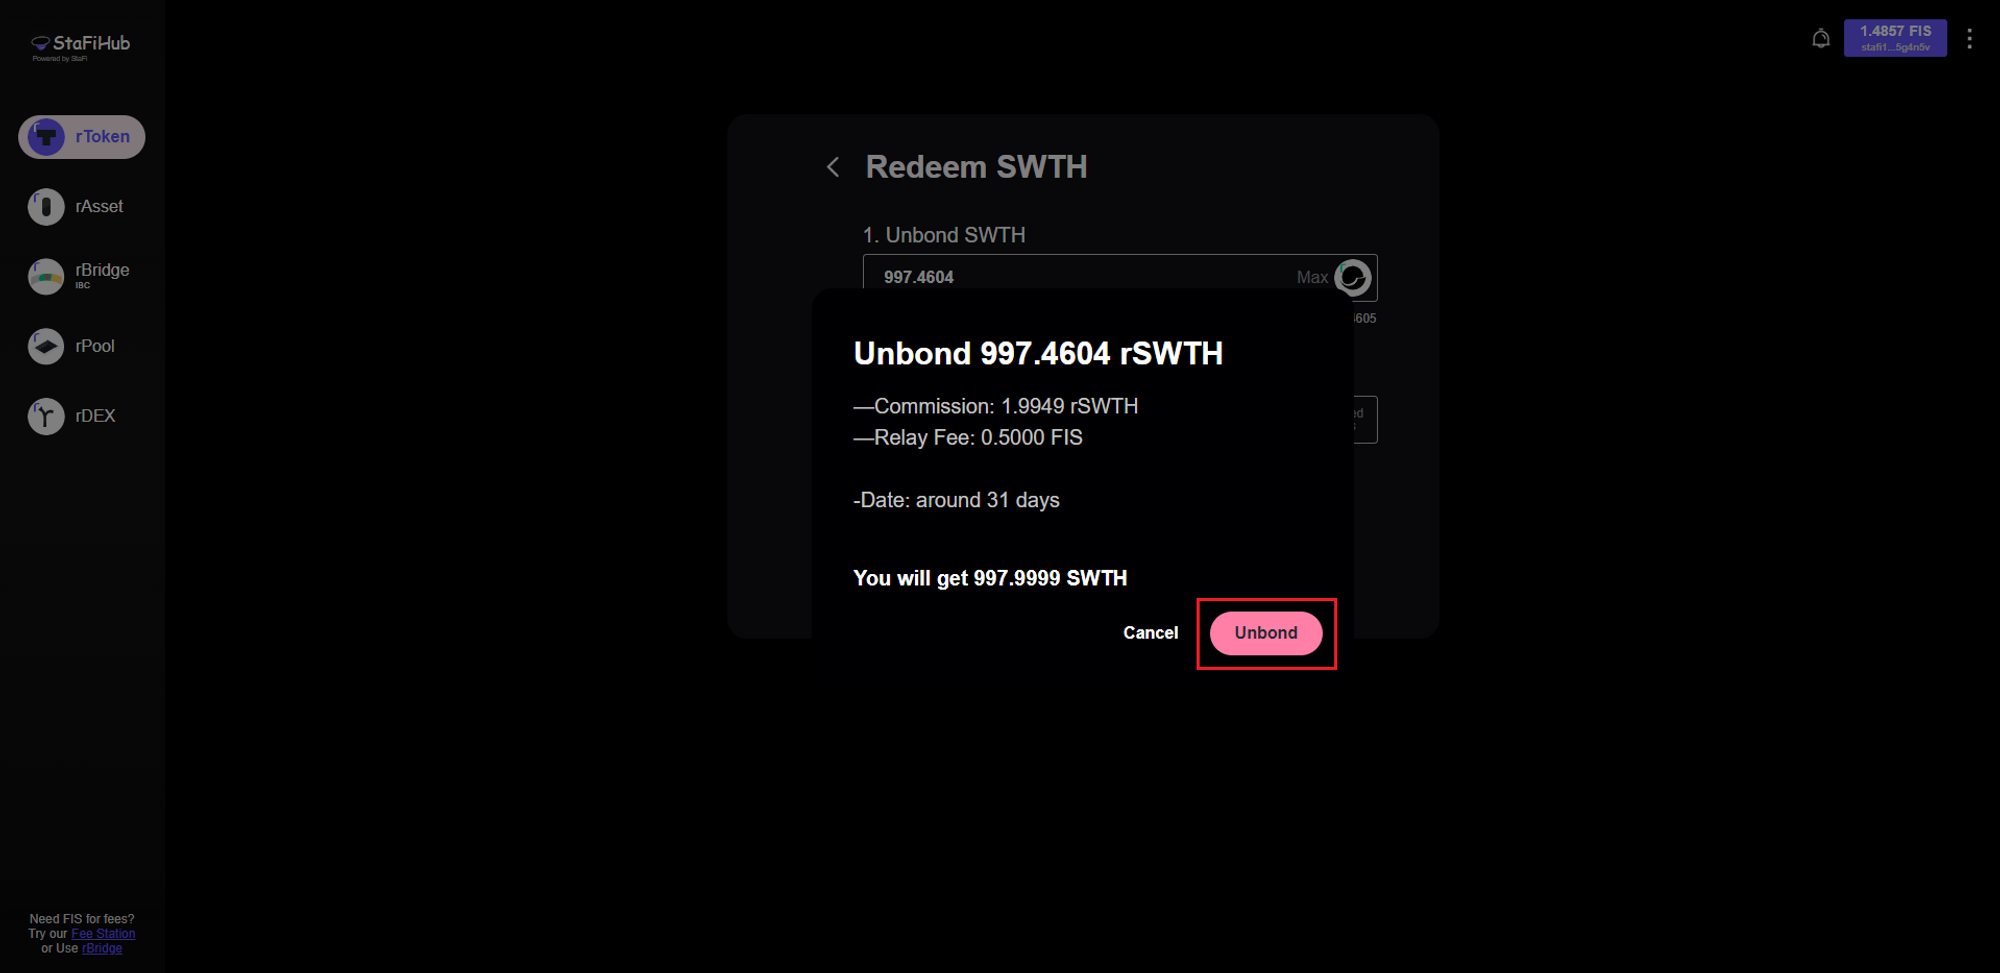 StaFiHub
Powered by StaFi
rToken
rAsset
rBridge
IBC
rPool
rDEX
Need FIS for fees?
Try our Fee Station
or Use rBridge
1.4857 FIS
stafi1...5g4n5v
Redeem SWTH
1. Unbond SWTH
997.4604
Max
Unbond 997.4604 rSWTH
—Commission: 1.9949 rSWTH
—Relay Fee: 0.5000 FIS
-Date: around 31 days
You will get 997.9999 SWTH
Cancel
Unbond